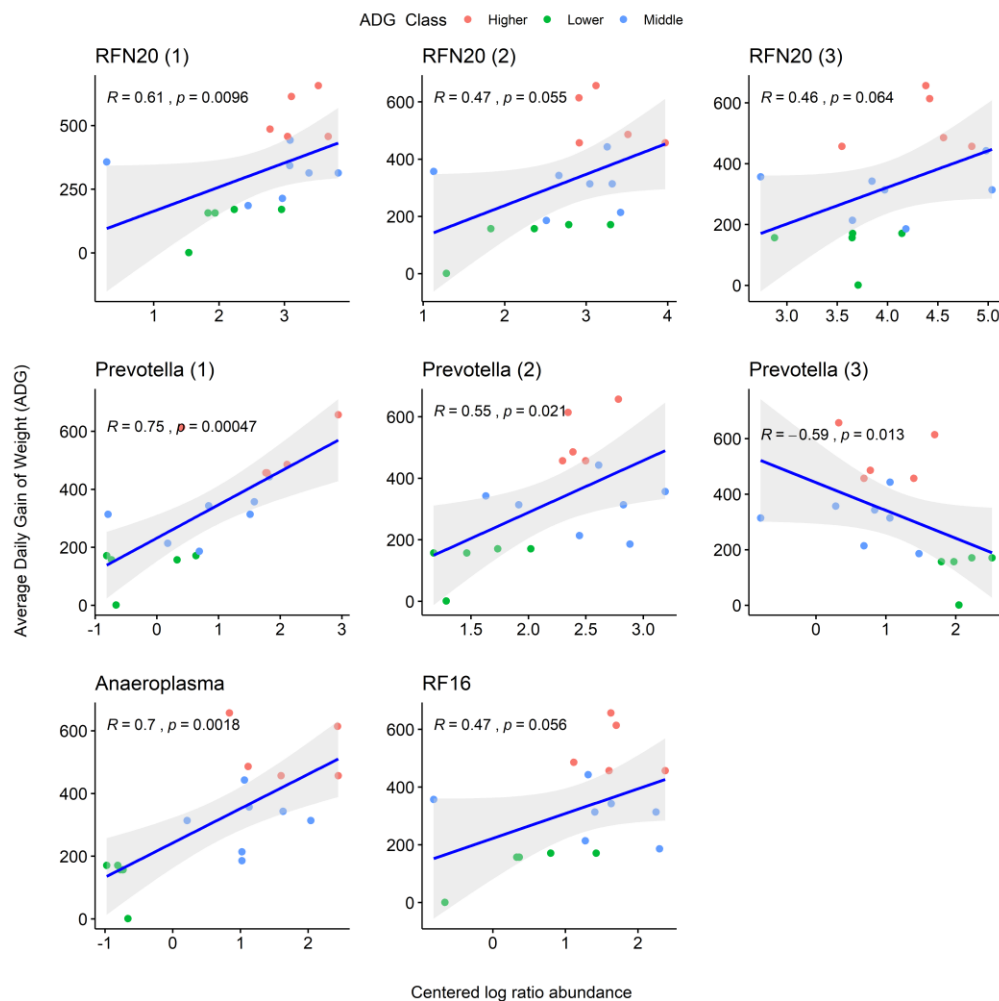 ADG Class Higher Lower Middle
RFN20 (1) RFN20 (2) RFN20 (3)
R = 0.61 , p = 0.0096
R = 0.47 , p = 0.055
R = 0.46 , p = 0.064
500
250
0
600
400
200
0
600
400
200
0
1 2 3
1 2 3 4
3.0 3.5 4.0 4.5 5.0
Average Daily Gain of Weight (ADG)
Prevotella (1) Prevotella (2) Prevotella (3)
R = 0.75 , p = 0.00047
R = 0.55 , p = 0.021
R = −0.59 , p = 0.013
600
400
200
0
600
400
200
0
750
500
250
0
-1 0 1 2 3
1.5 2.0 2.5 3.0
0 1 2
Anaeroplasma RF16
R = 0.7 , p = 0.0018
R = 0.47 , p = 0.056
600
400
200
0
600
400
200
0
-1 0 1 2
0 1 2
Centered log ratio abundance